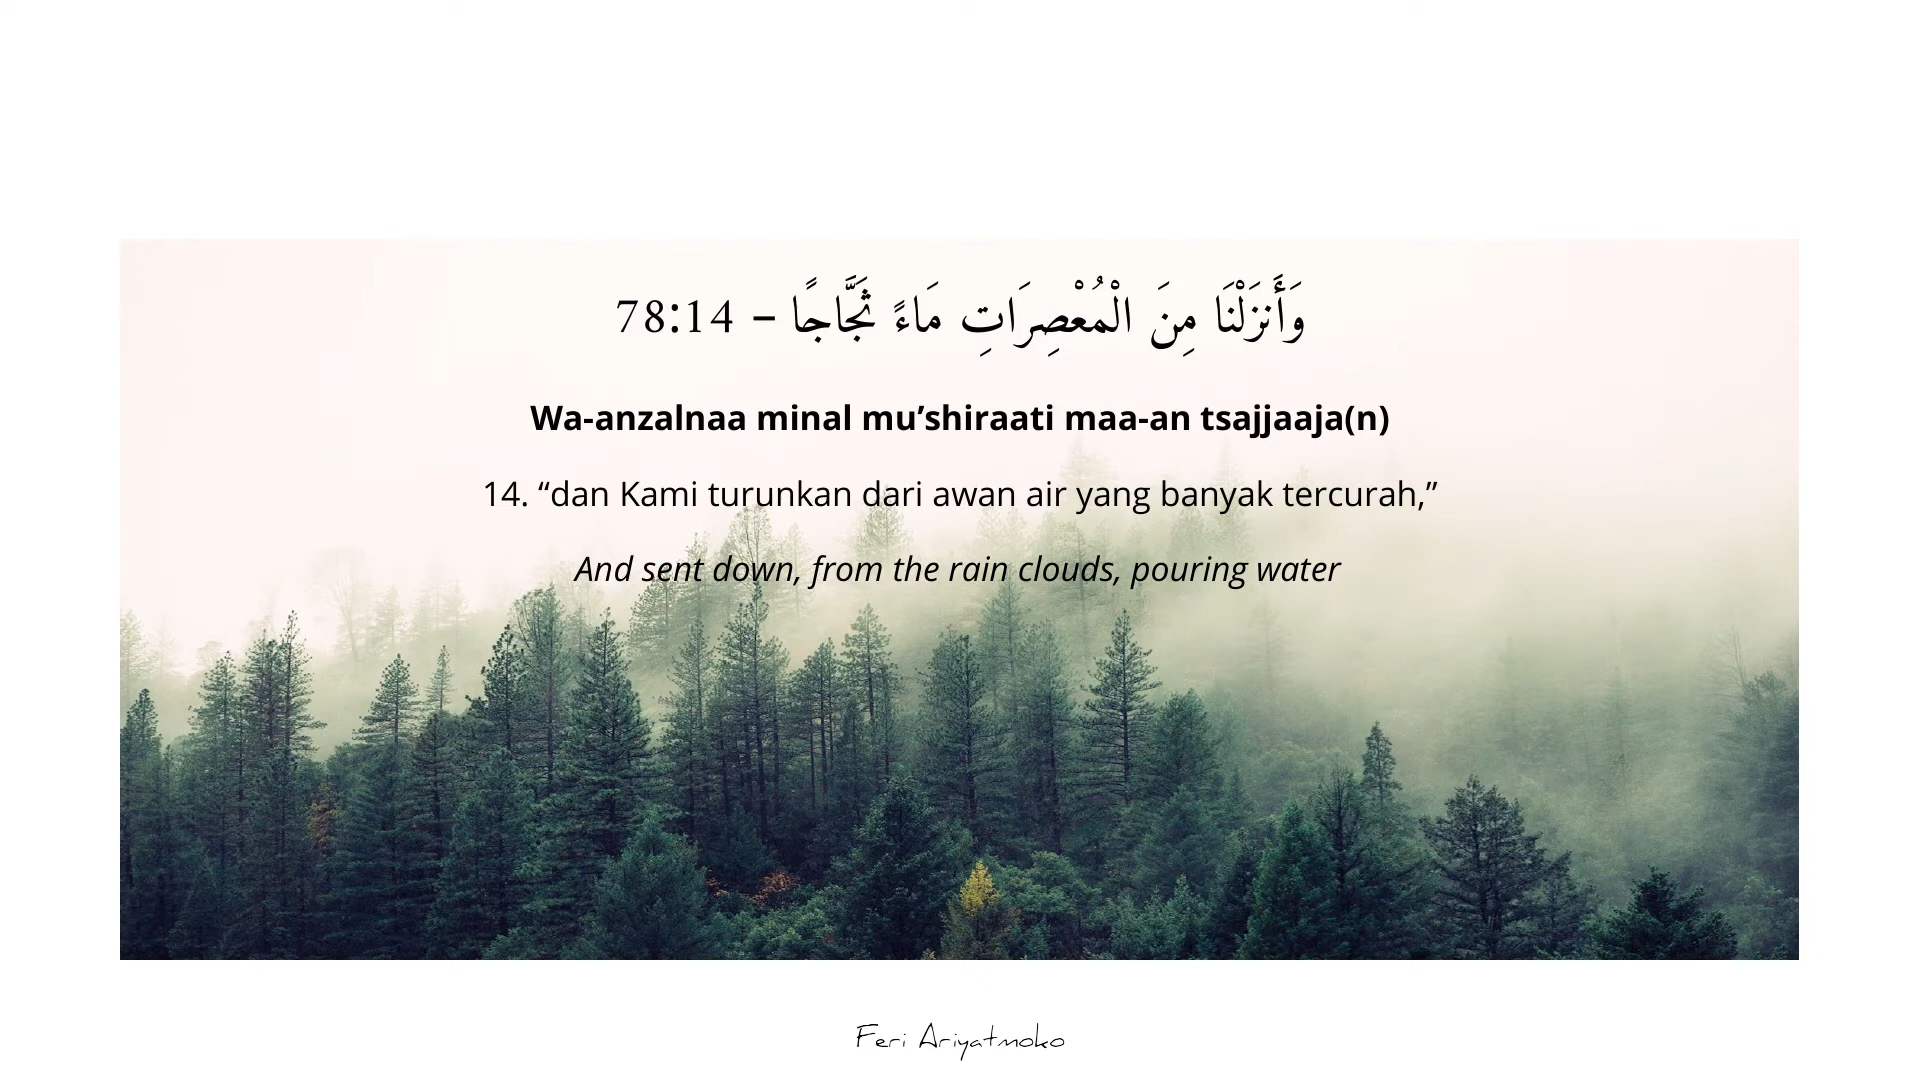 وَأَنزَلْنَا مِنَ الْمُعْصِرَاتِ مَاءً ثَجَّاجًا – 78:14
Wa-anzalnaa minal mu’shiraati maa-an tsajjaaja(n)
14. “dan Kami turunkan dari awan air yang banyak tercurah,”
And sent down, from the rain clouds, pouring water
Feri Ariyatmoko